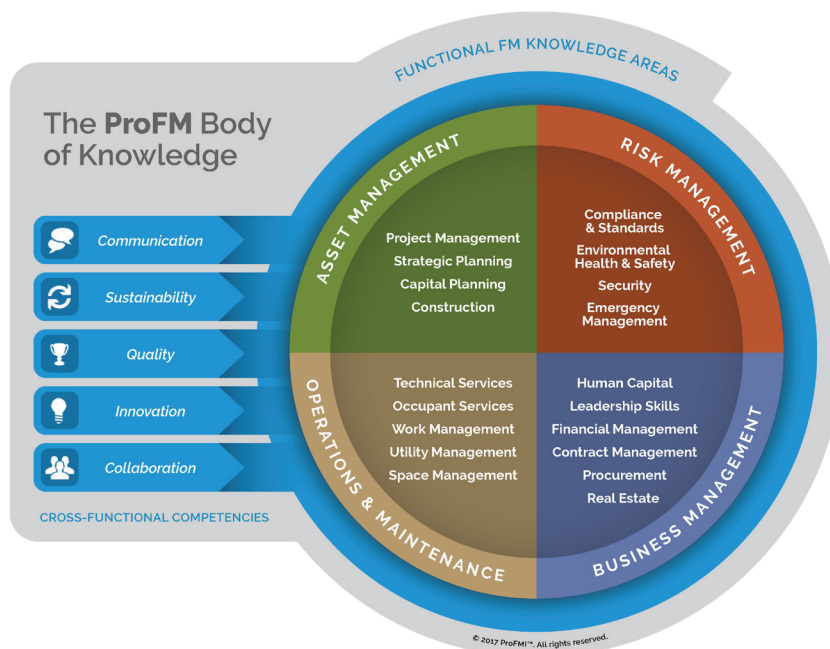 FUNCTIONAL FM KNOWLEDGE AREAS
The ProFM Body
of Knowledge
Communication
Sustainability
Quality
Innovation
Collaboration
CROSS-FUNCTIONAL COMPETENCIES
ASSET MANAGEMENT
Project Management
Strategic Planning
Capital Planning
Construction
RISK MANAGEMENT
Compliance
& Standards
Environmental
Health & Safety
Security
Emergency
Management
OPERATIONS & MAINTENANCE
Technical Services
Occupant Services
Work Management
Utility Management
Space Management
BUSINESS MANAGEMENT
Human Capital
Leadership Skills
Financial Management
Contract Management
Procurement
Real Estate
© 2017 ProFMI™. All rights reserved.